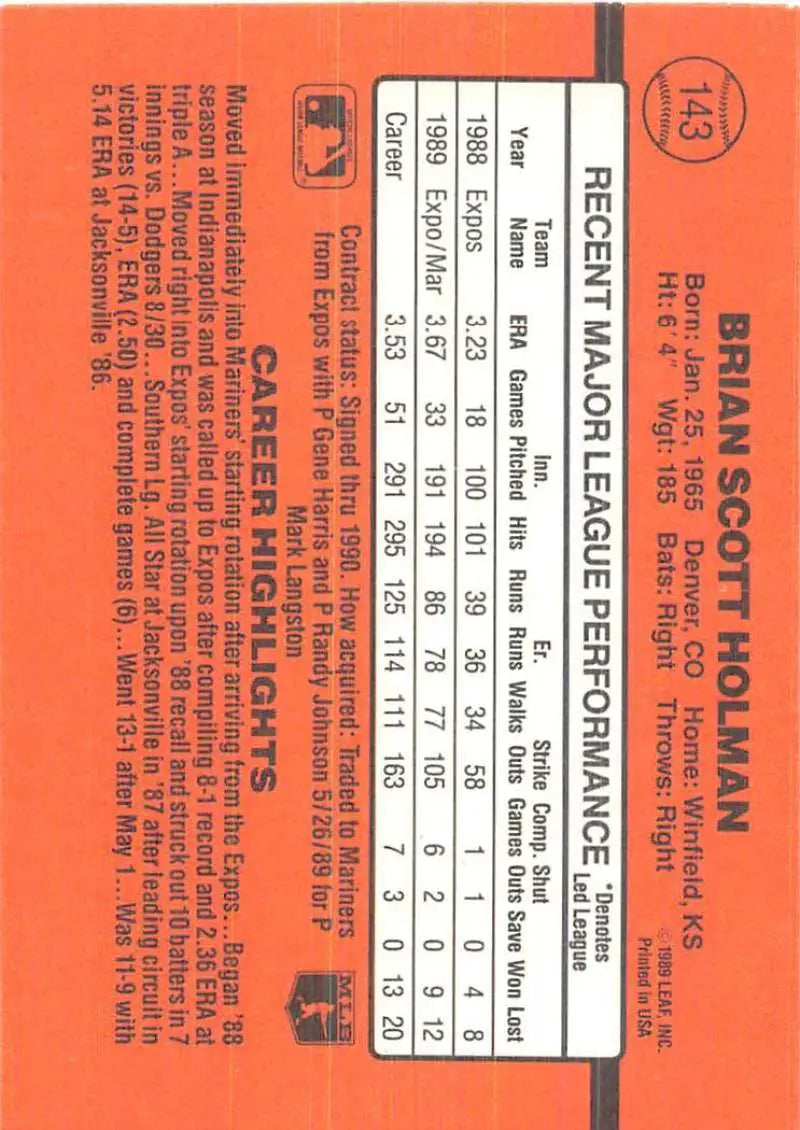 143
BRIAN SCOTT HOLMAN
Born: Jan. 25, 1965 Denver, CO Home: Winfield, KS
Ht: 6'4" Wgt: 185 Bats: Right Throws: Right
© 1989 LEAF, INC.
Printed in USA
RECENT MAJOR LEAGUE PERFORMANCE *Denotes
Led League
Team Inn. Er. Strike Comp. Shut
Year Name ERA Games Pitched Hits Runs Runs Walks Outs Games Outs Save Won Lost
1988 Expos 3.23 18 100 101 39 36 34 58 1 1 0 4 8
1989 Expo/Mar 3.67 33 191 194 86 78 77 105 6 2 0 9 12
Career 3.53 51 291 295 125 114 111 163 7 3 0 13 20
Contract status: Signed thru 1990. How acquired: Traded to Mariners
from Expos with P Gene Harris and P Randy Johnson 5/26/89 for P
Mark Langston
MLB
CAREER HIGHLIGHTS
Moved immediately into Mariners' starting rotation after arriving from the Expos... Began '88
season at Indianapolis and was called up to Expos after compiling 8-1 record and 2.36 ERA at
triple A... Moved right into Expos' starting rotation upon '88 recall and struck out 10 batters in 7
innings vs. Dodgers 8/30... Southern Lg. All Star at Jacksonville in '87 after leading circuit in
victories (14-5), ERA (2.50) and complete games (6)... Went 13-1 after May 1... Was 11-9 with
5.14 ERA at Jacksonville '86.